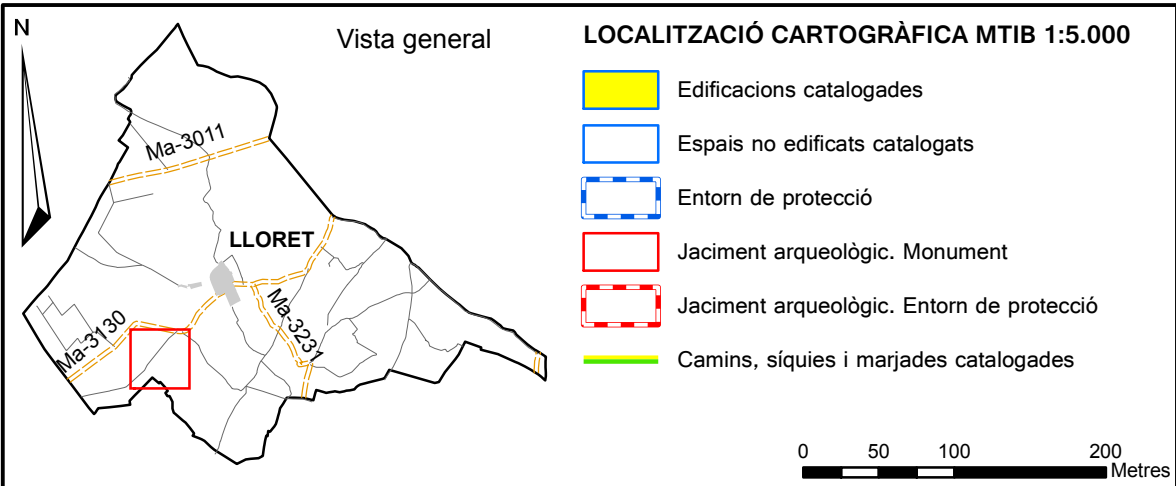 N
Vista general
Ma-3011
LLORET
Ma-3130
Ma-3231
LOCALITZACIÓ CARTOGRÀFICA MTIB 1:5.000
Edificacions catalogades
Espais no edificats catalogats
Entorn de protecció
Jaciment arqueològic. Monument
Jaciment arqueològic. Entorn de protecció
Camins, síquies i marjades catalogades
0 50 100 200
Metres